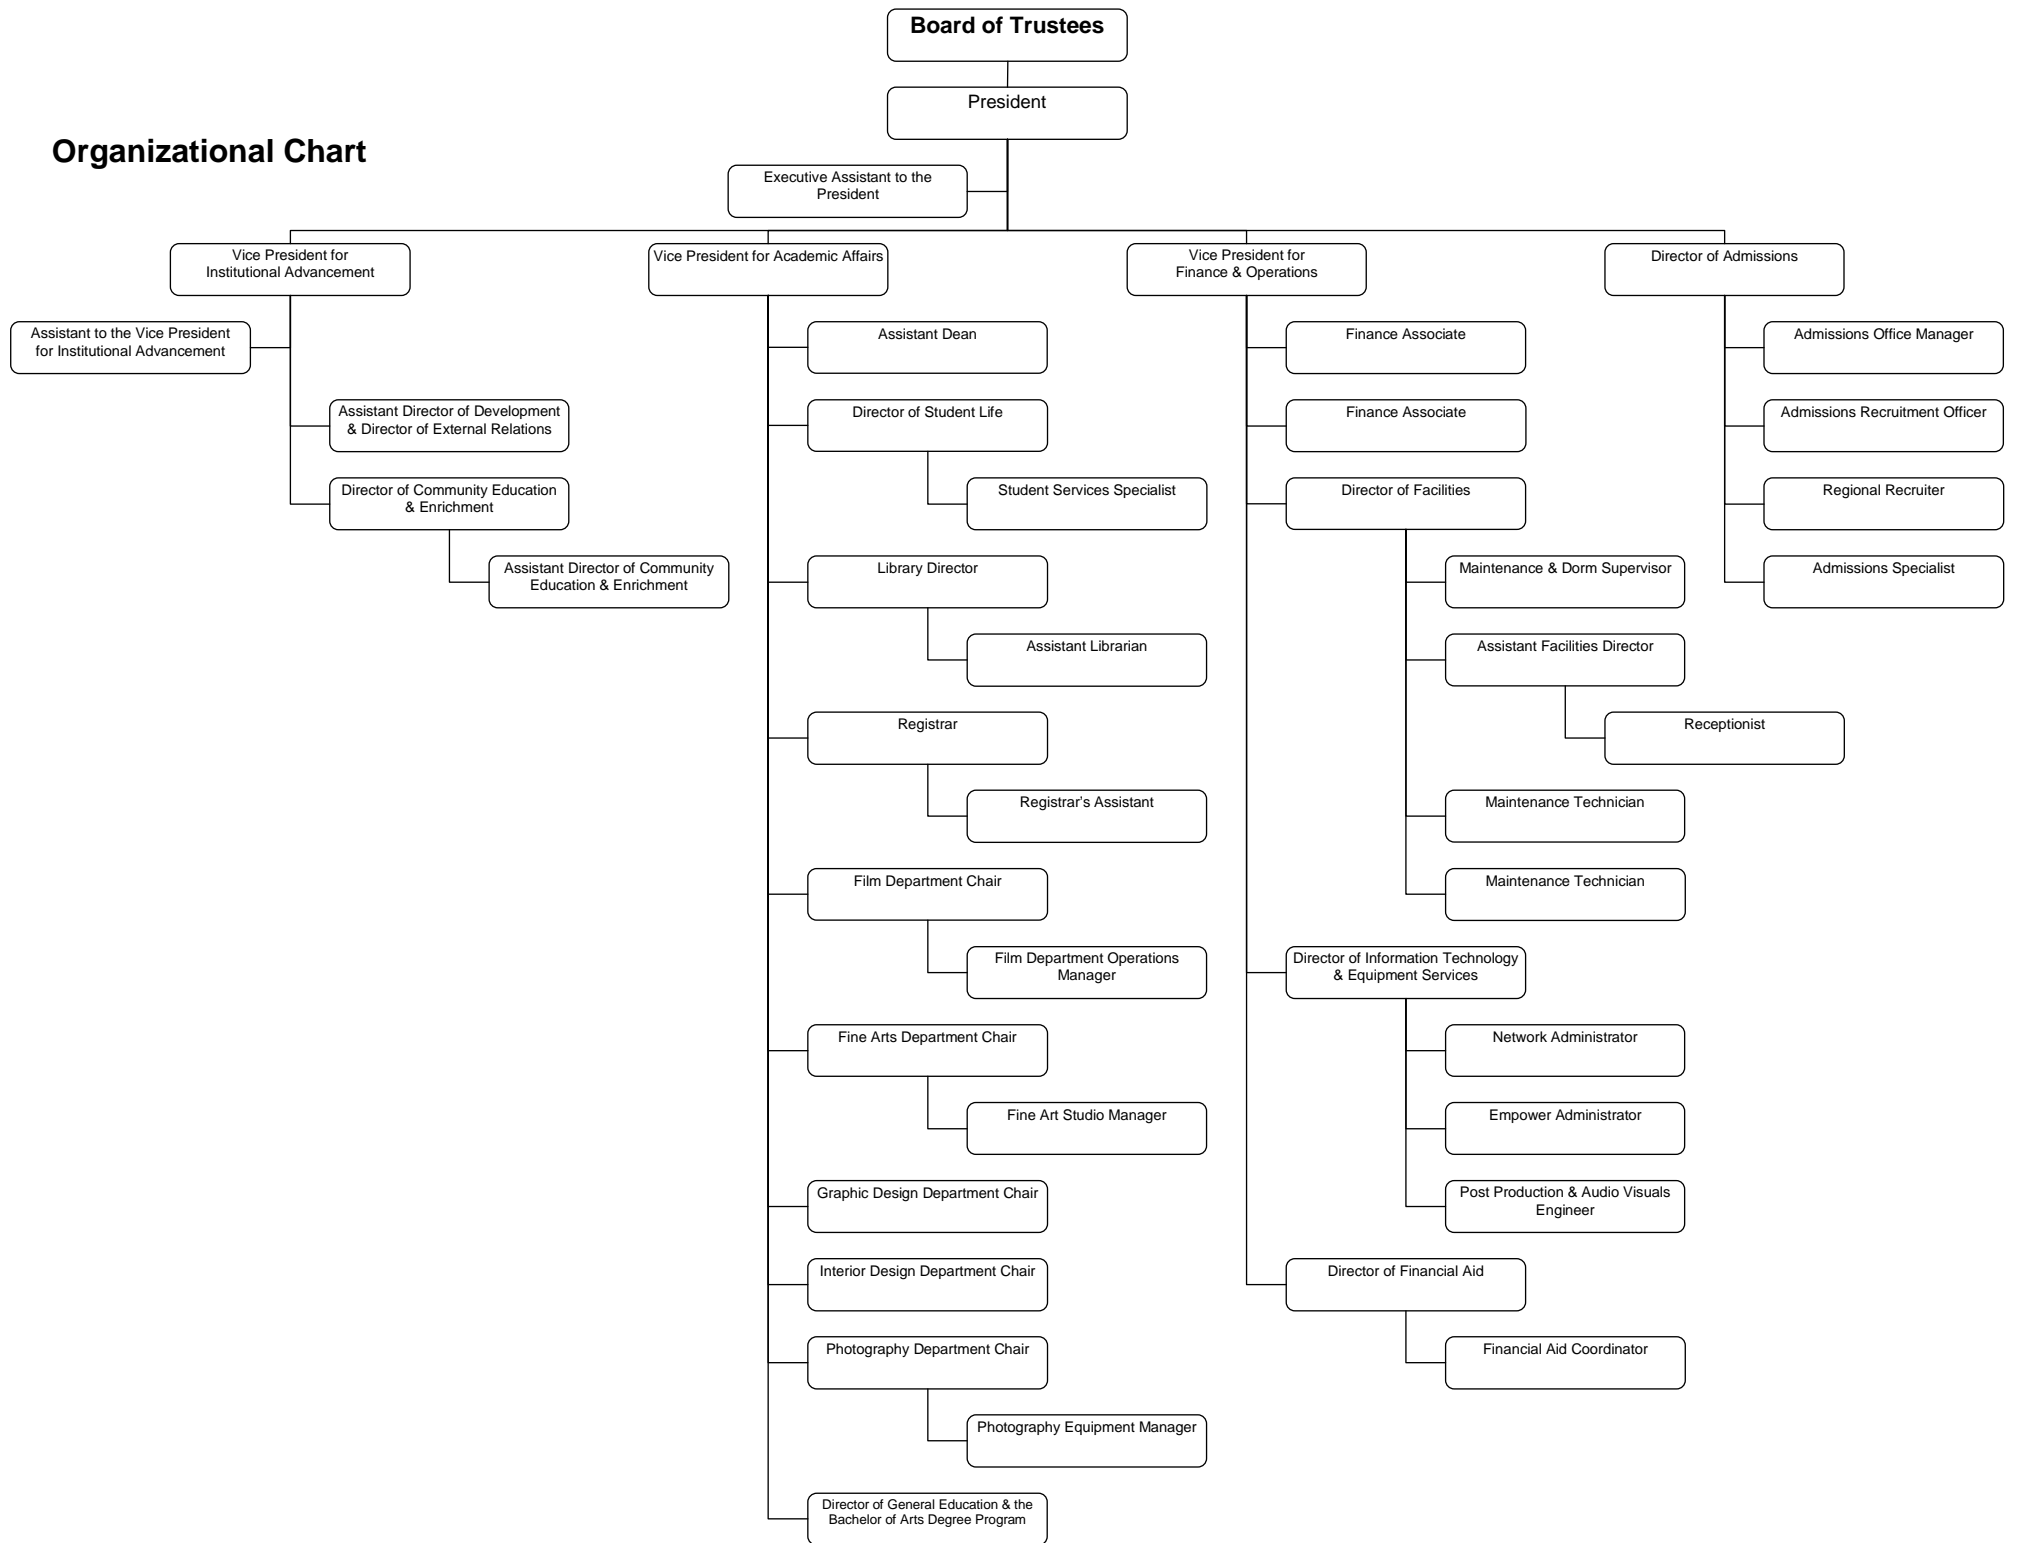 Board of Trustees
President
Organizational Chart
Executive Assistant to the
President
Vice President for
Institutional Advancement
Assistant to the Vice President
for Institutional Advancement
Assistant Director of Development
& Director of External Relations
Director of Community Education
& Enrichment
Assistant Director of Community
Education & Enrichment
Vice President for Academic Affairs
Assistant Dean
Director of Student Life
Student Services Specialist
Library Director
Assistant Librarian
Registrar
Registrar's Assistant
Film Department Chair
Film Department Operations
Manager
Fine Arts Department Chair
Fine Art Studio Manager
Graphic Design Department Chair
Interior Design Department Chair
Photography Department Chair
Photography Equipment Manager
Director of General Education & the
Bachelor of Arts Degree Program
Vice President for
Finance & Operations
Finance Associate
Finance Associate
Director of Facilities
Maintenance & Dorm Supervisor
Assistant Facilities Director
Receptionist
Maintenance Technician
Maintenance Technician
Director of Information Technology
& Equipment Services
Network Administrator
Empower Administrator
Post Production & Audio Visuals
Engineer
Director of Financial Aid
Financial Aid Coordinator
Director of Admissions
Admissions Office Manager
Admissions Recruitment Officer
Regional Recruiter
Admissions Specialist